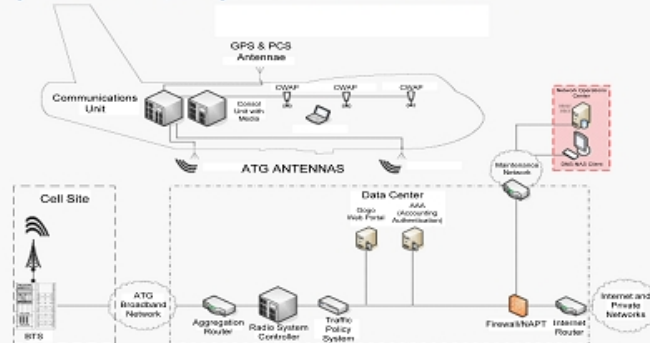 GPS & PCS
Antennae
Communications
Unit
Control
Unit with
Media
CWAP
CWAP
CWAP
ATG ANTENNAS
Network Operations
Center
Maintenance
Network
Cell Site
Data Center
Gogo
Web Portal
AAA
(Accounting
Authentication)
BTS
ATG
Broadband
Network
Aggregation
Router
Radio System
Controller
Traffic
Policy
System
Firewall/NAPT
Internet
Router
Internet and
Private
Networks